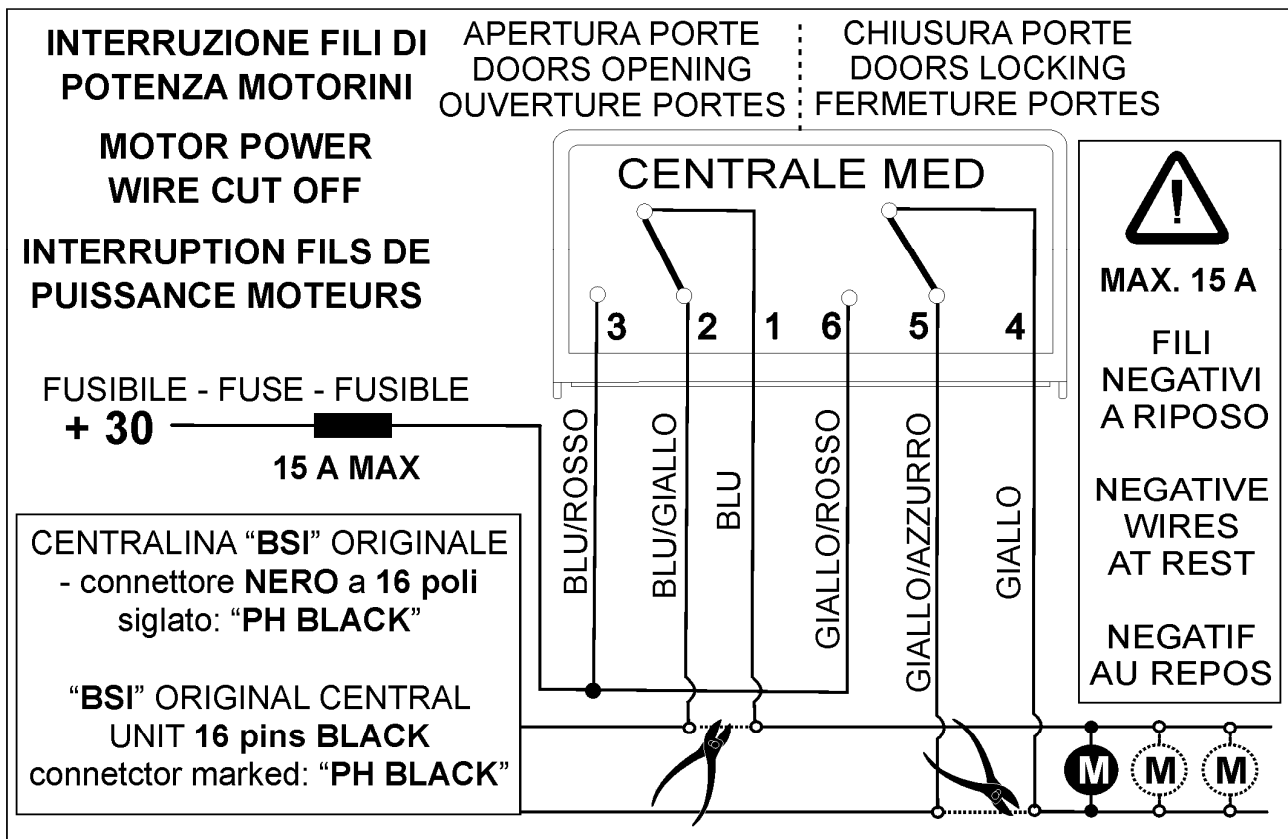 INTERRUZIONE FILI DI
POTENZA MOTORINI
MOTOR POWER
WIRE CUT OFF
INTERRUPTION FILS DE
PUISSANCE MOTEURS
APERTURA PORTE
DOORS OPENING
OUVERTURE PORTES
CHIUSURA PORTE
DOORS LOCKING
FERMETURE PORTES
CENTRALE MED
3 2 1 6 5 4
FUSIBILE - FUSE - FUSIBLE
+ 30
15 A MAX
BLU/ROSSO
BLU/GIALLO
BLU
GIALLO/ROSSO
GIALLO/AZZURRO
GIALLO
!
MAX. 15 A
FILI
NEGATIVI
A RIPOSO
NEGATIVE
WIRES
AT REST
NEGATIF
AU REPOS
CENTRALINA “BSI” ORIGINALE
- connettore NERO a 16 poli
siglato: “PH BLACK”
“BSI” ORIGINAL CENTRAL
UNIT 16 pins BLACK
connetctor marked: “PH BLACK”
M M M